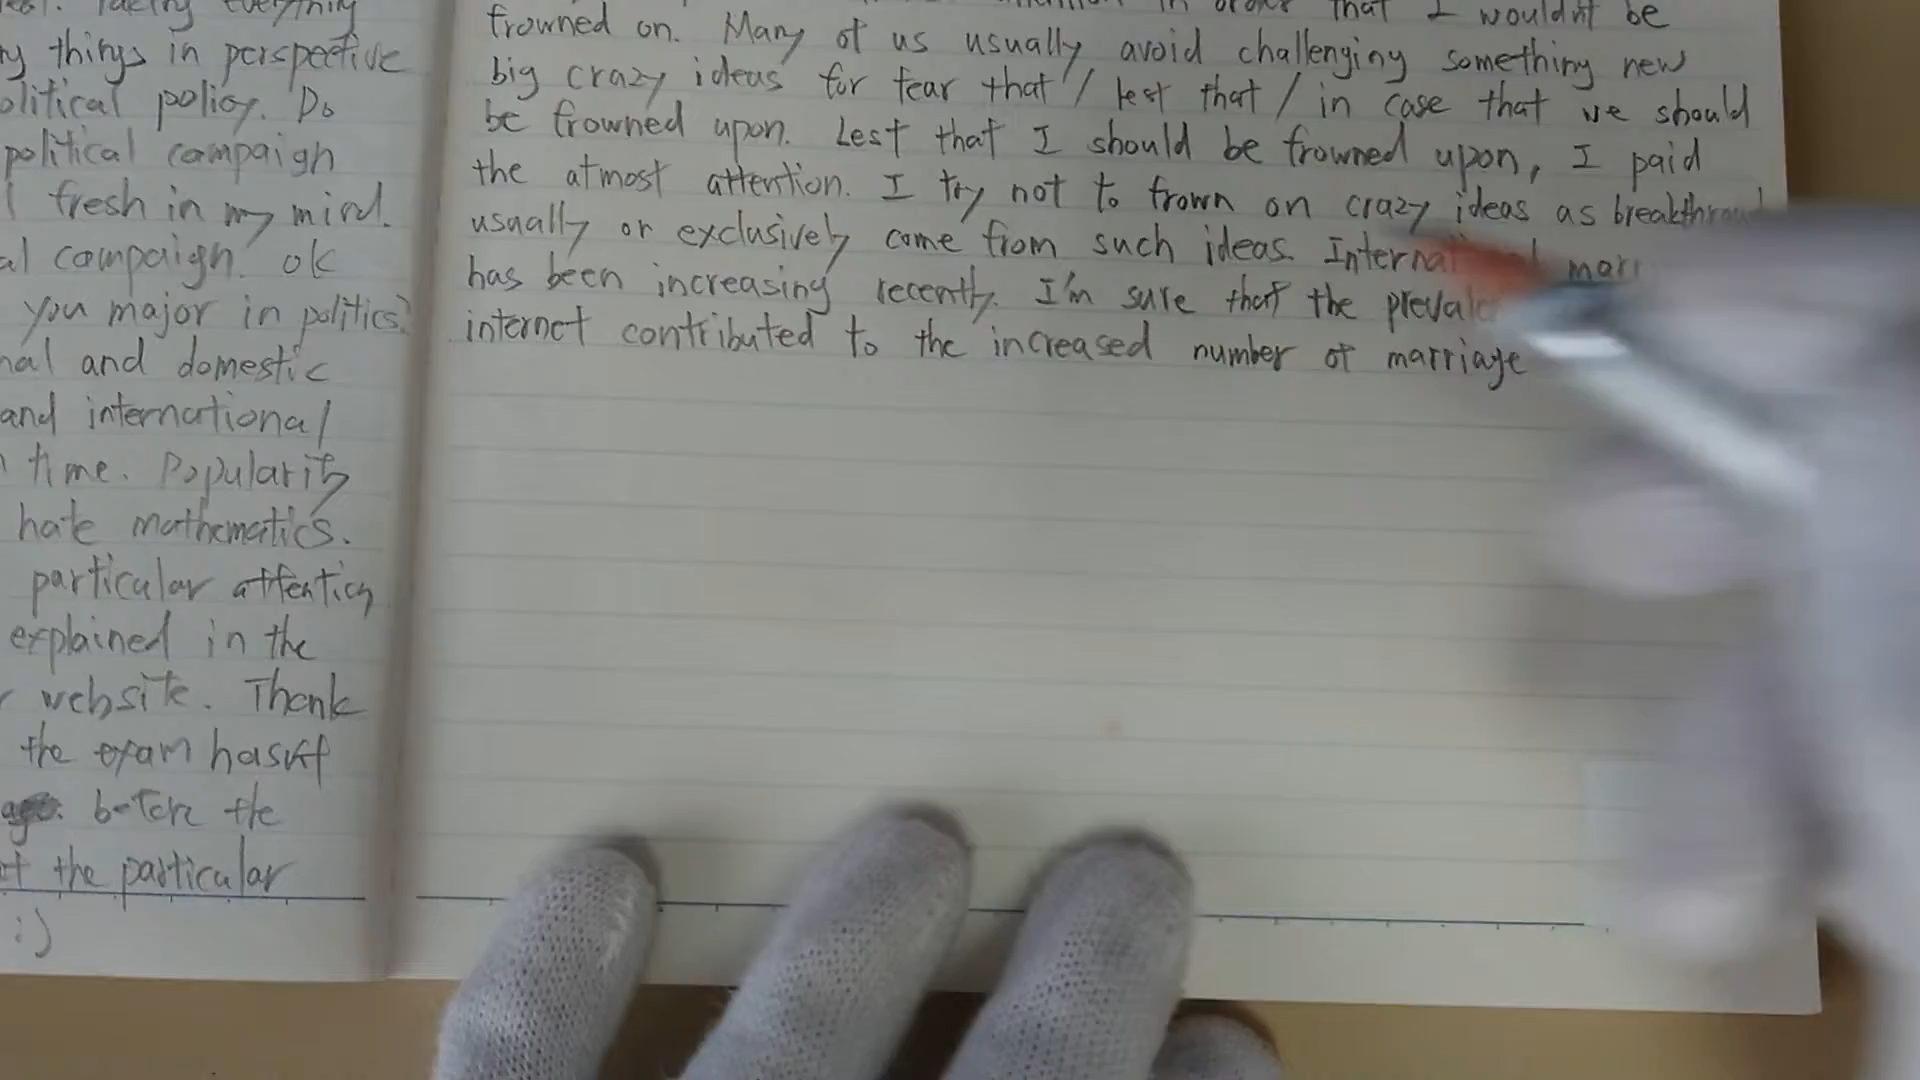 everything
ry things in perspective
olitical policy. Do
political campaign
l fresh in my mind.
al campaign. ok
you major in politics?
nal and domestic
and international
time. Popularity
hate mathematics.
particular attention
explained in the
r website. Thank
the exam
before the
the particular
:)
in order that I wouldn't be
frowned on. Many of us usually avoid challenging something new
big crazy ideas for fear that / lest that / in case that we should
be frowned upon. Lest that I should be frowned upon, I paid
the atmost attention. I try not to frown on crazy ideas as
usually or exclusively come from such ideas.
has been increasing recently. I'm sure that the
internet contributed to the increased number of marriage